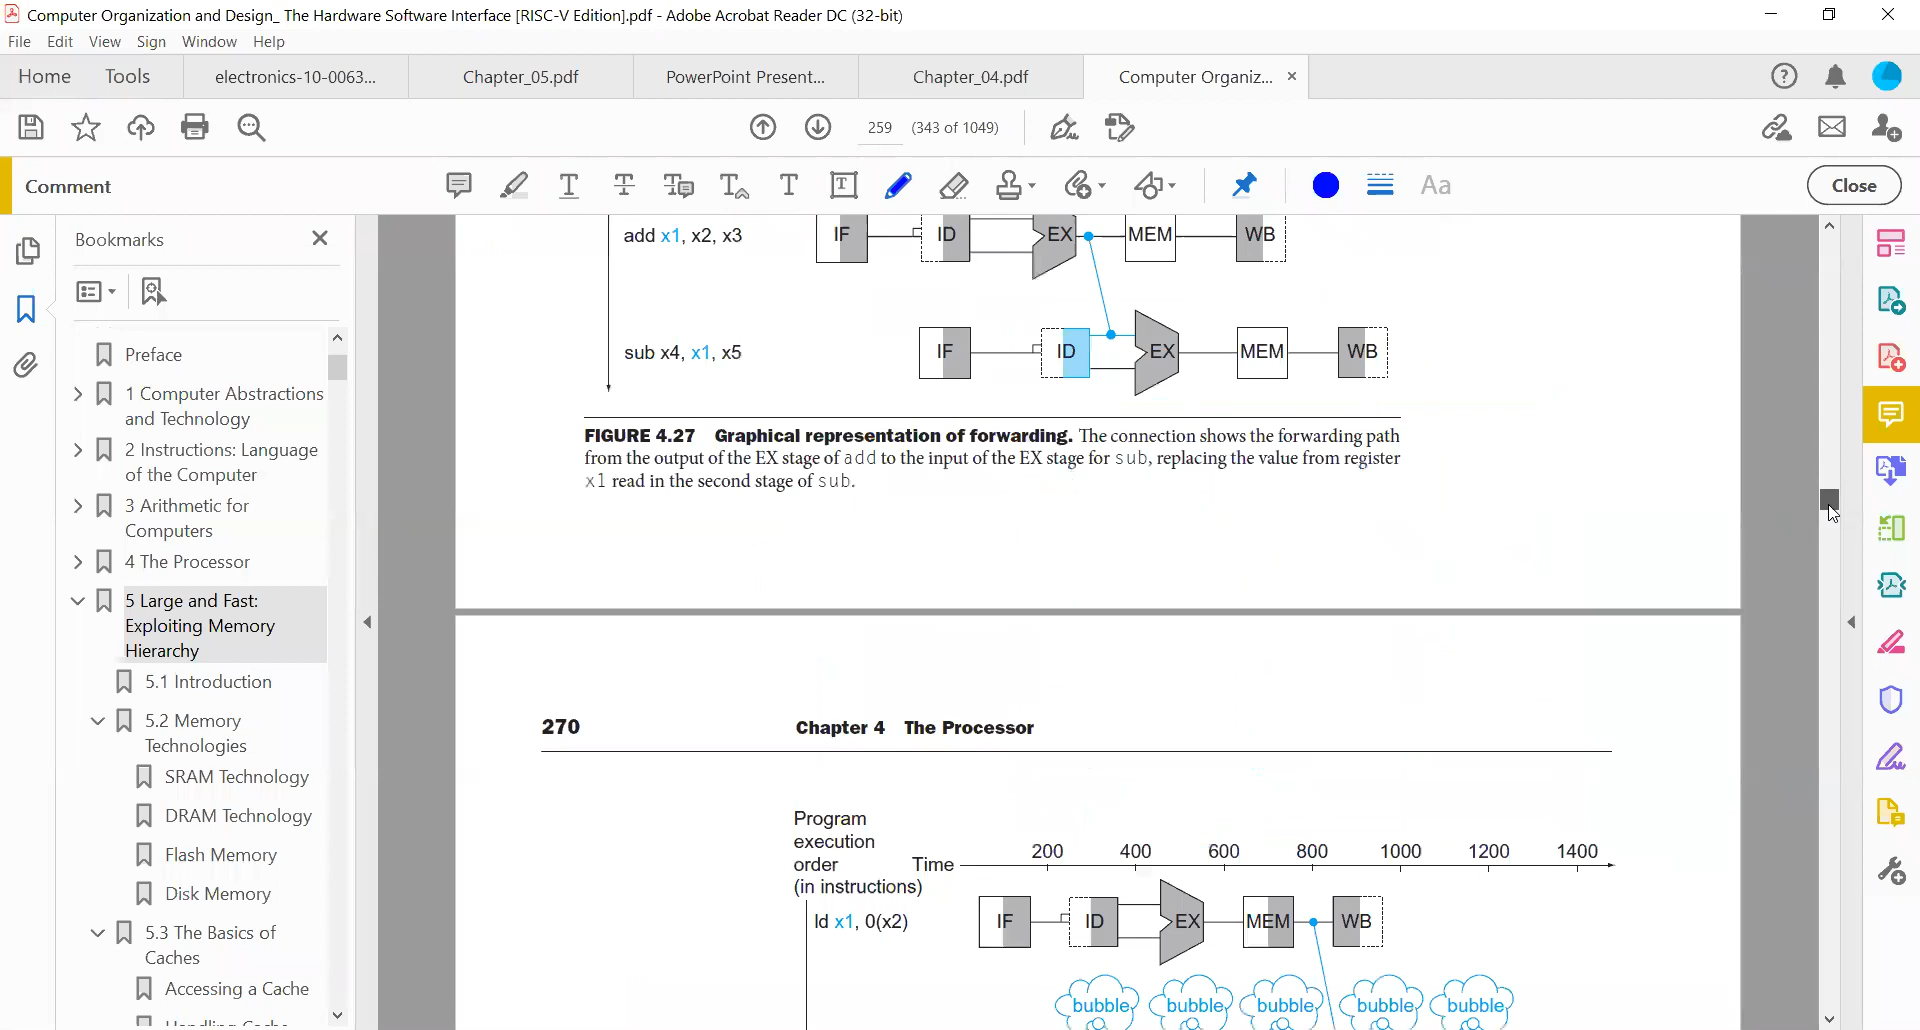 Computer Organization and Design_ The Hardware Software Interface [RISC-V Edition].pdf - Adobe Acrobat Reader DC (32-bit)
File Edit View Sign Window Help
Home Tools electronics-10-0063... Chapter_05.pdf PowerPoint Present... Chapter_04.pdf Computer Organiz...
259 (343 of 1049)
Comment
Aa
Close
Bookmarks
Preface
1 Computer Abstractions
and Technology
2 Instructions: Language
of the Computer
3 Arithmetic for
Computers
4 The Processor
5 Large and Fast:
Exploiting Memory
Hierarchy
5.1 Introduction
5.2 Memory
Technologies
SRAM Technology
DRAM Technology
Flash Memory
Disk Memory
5.3 The Basics of
Caches
Accessing a Cache
Handling Cache
add x1, x2, x3 IF ID EX MEM WB
sub x4, x1, x5 IF ID EX MEM WB
FIGURE 4.27 Graphical representation of forwarding. The connection shows the forwarding path
from the output of the EX stage of add to the input of the EX stage for sub, replacing the value from register
x1 read in the second stage of sub.
270 Chapter 4 The Processor
Program
execution
order
(in instructions)
Time 200 400 600 800 1000 1200 1400
ld x1, 0(x2) IF ID EX MEM WB
bubble bubble bubble bubble bubble